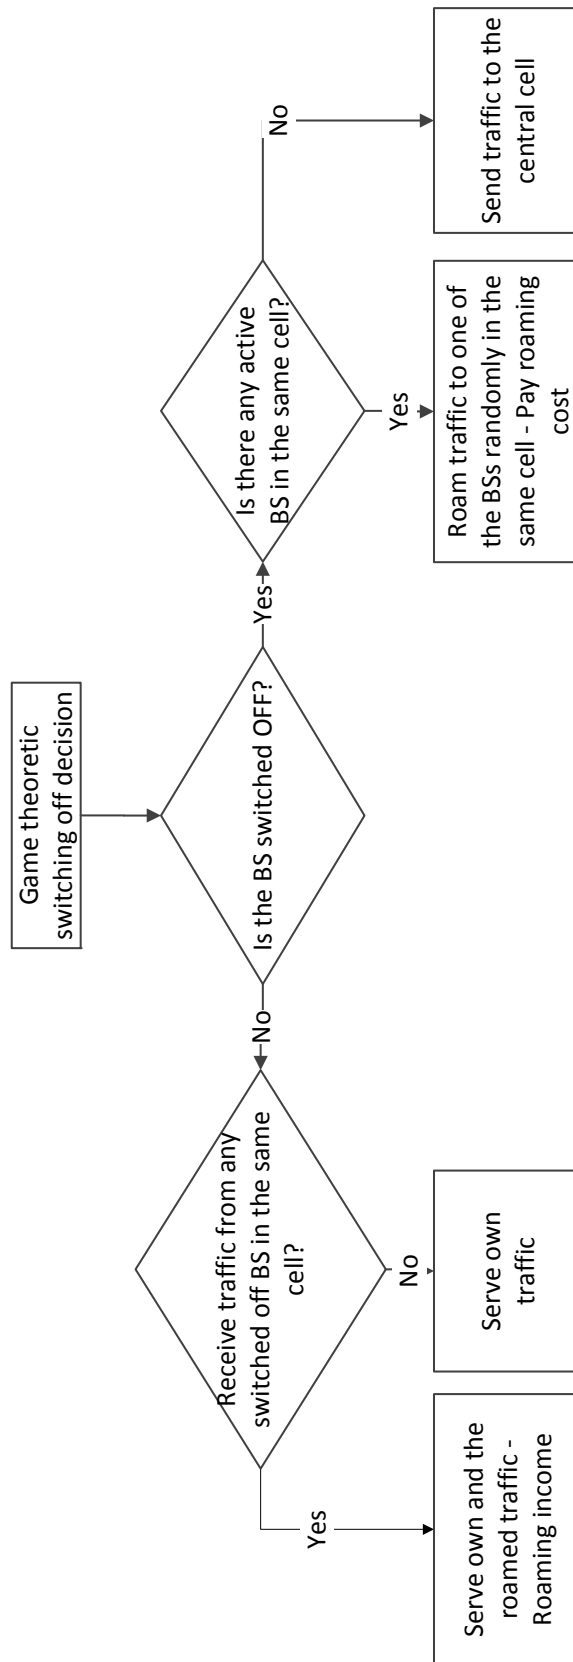 Game theoretic
switching off decision
Is the BS switched OFF?
No
Yes
Receive traffic from any
switched off BS in the same
cell?
Is there any active
BS in the same cell?
Yes
No
Yes
No
Serve own and the
roamed traffic -
Roaming income
Serve own
traffic
Roam traffic to one of
the BSs randomly in the
same cell - Pay roaming
cost
Send traffic to the
central cell